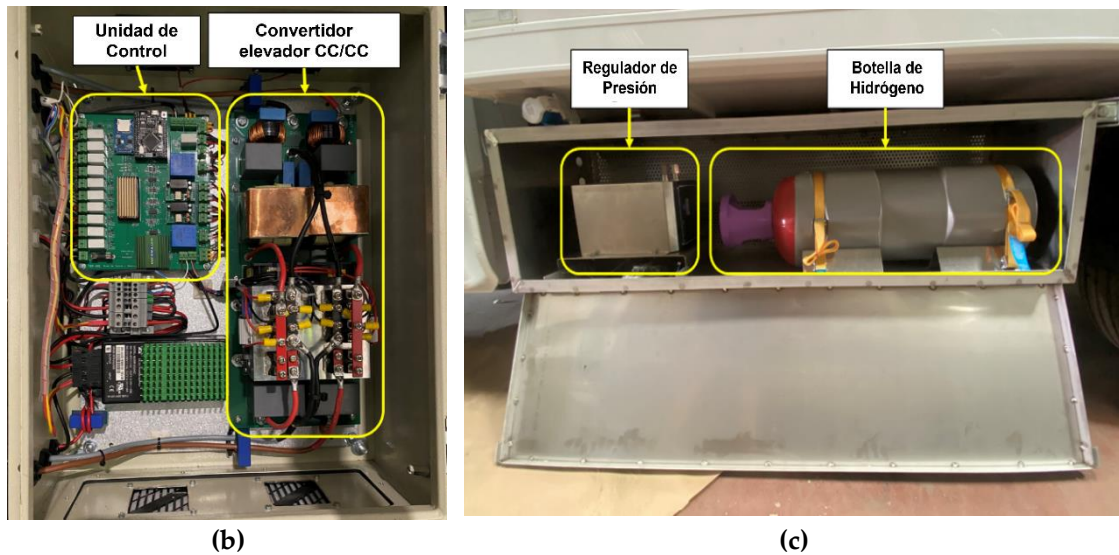 Unidad de
Control
Convertidor
elevador CC/CC
Regulador de
Presión
Botella de
Hidrógeno
(b)
(c)